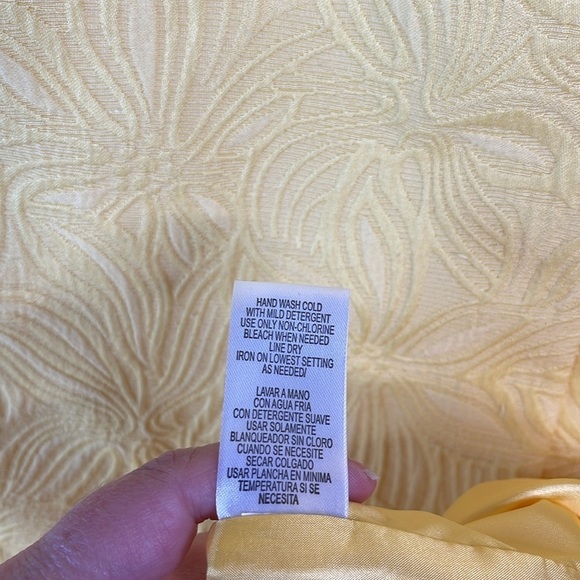 HAND WASH COLD
WITH MILD DETERGENT
USE ONLY NON-CHLORINE
BLEACH WHEN NEEDED
LINE DRY
IRON ON LOWEST SETTING
AS NEEDED/
LAVAR A MANO
CON AGUA FRIA
CON DETERGENTE SUAVE
USAR SOLAMENTE
BLANQUEADOR SIN CLORO
CUANDO SE NECESITE
SECAR COLGADO
USAR PLANCHA EN MINIMA
TEMPERATURA SI SE
NECESITA